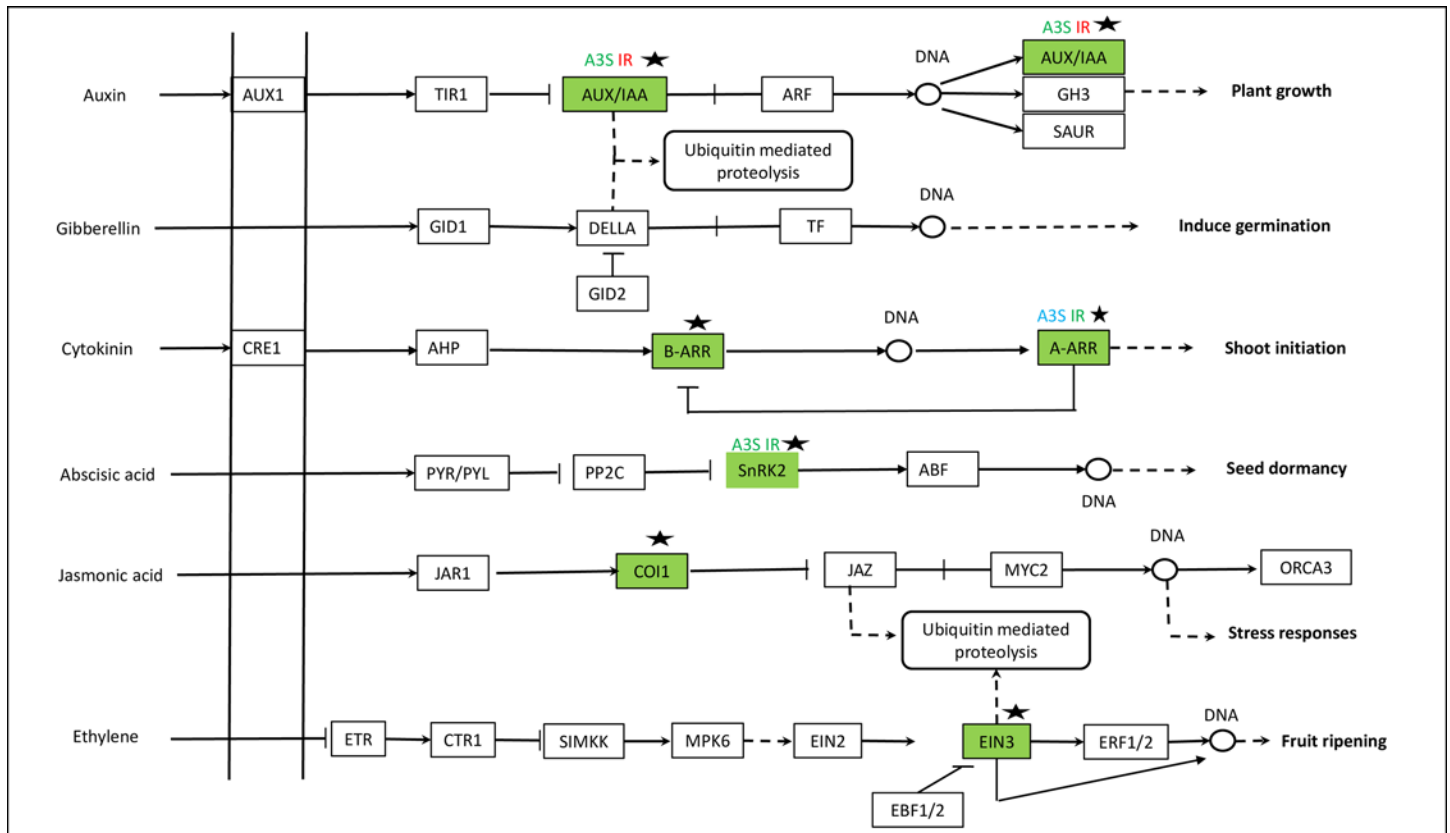 A3S IR
A3S IR
DNA
Auxin
AUX1
TIR1
AUX/IAA
ARF
AUX/IAA
GH3
SAUR
Plant growth
Ubiquitin mediated
proteolysis
DNA
Gibberellin
GID1
DELLA
TF
Induce germination
GID2
A3S IR
DNA
Cytokinin
CRE1
AHP
B-ARR
A-ARR
Shoot initiation
A3S IR
Abscisic acid
PYR/PYL
PP2C
SnRK2
ABF
Seed dormancy
DNA
DNA
Jasmonic acid
JAR1
COI1
JAZ
MYC2
ORCA3
Ubiquitin mediated
proteolysis
Stress responses
DNA
Ethylene
ETR
CTR1
SIMKK
MPK6
EIN2
EIN3
ERF1/2
Fruit ripening
EBF1/2